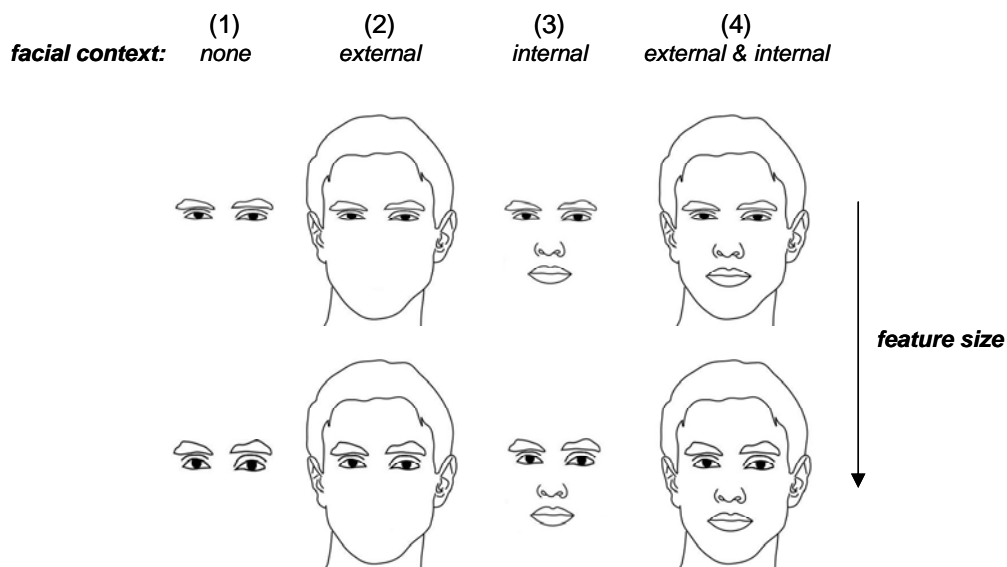 (1) (2) (3) (4)
facial context: none external internal external & internal
feature size